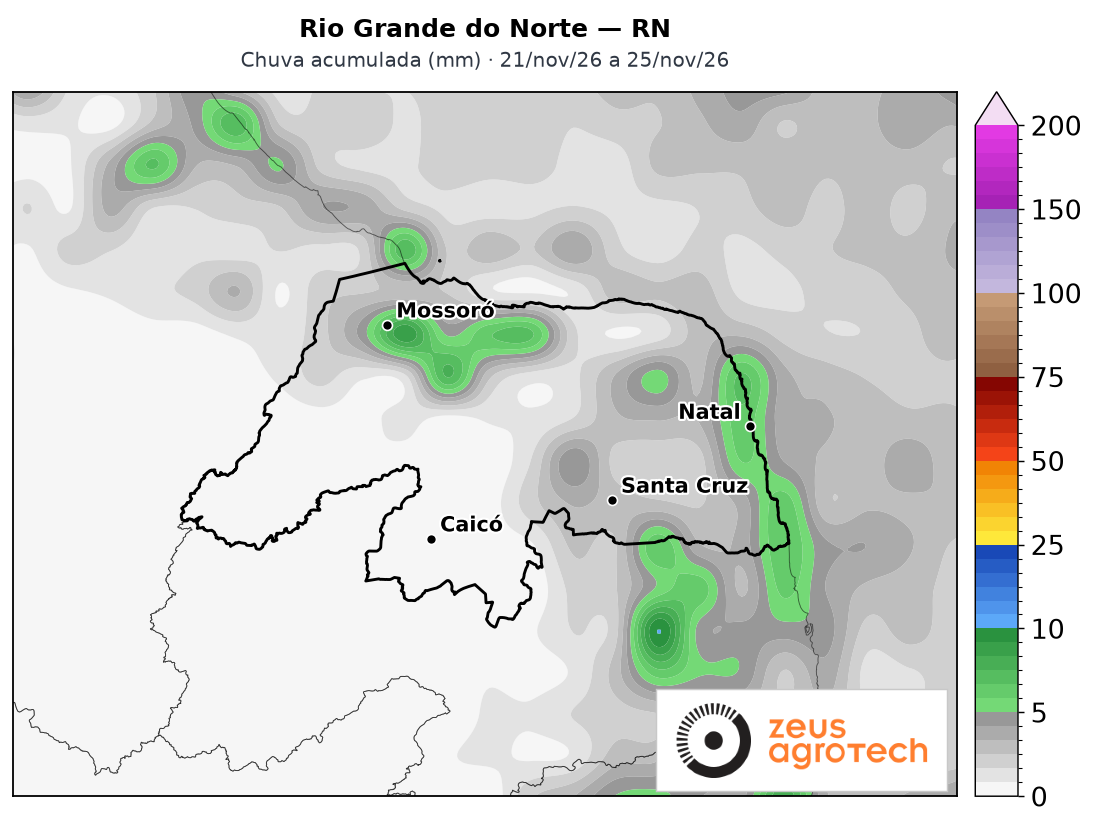 Rio Grande do Norte — RN
Chuva acumulada (mm) · 21/nov/26 a 25/nov/26
200
150
100
75
50
25
10
5
0
Mossoró
Natal
Santa Cruz
Caicó
zeus
agrotech